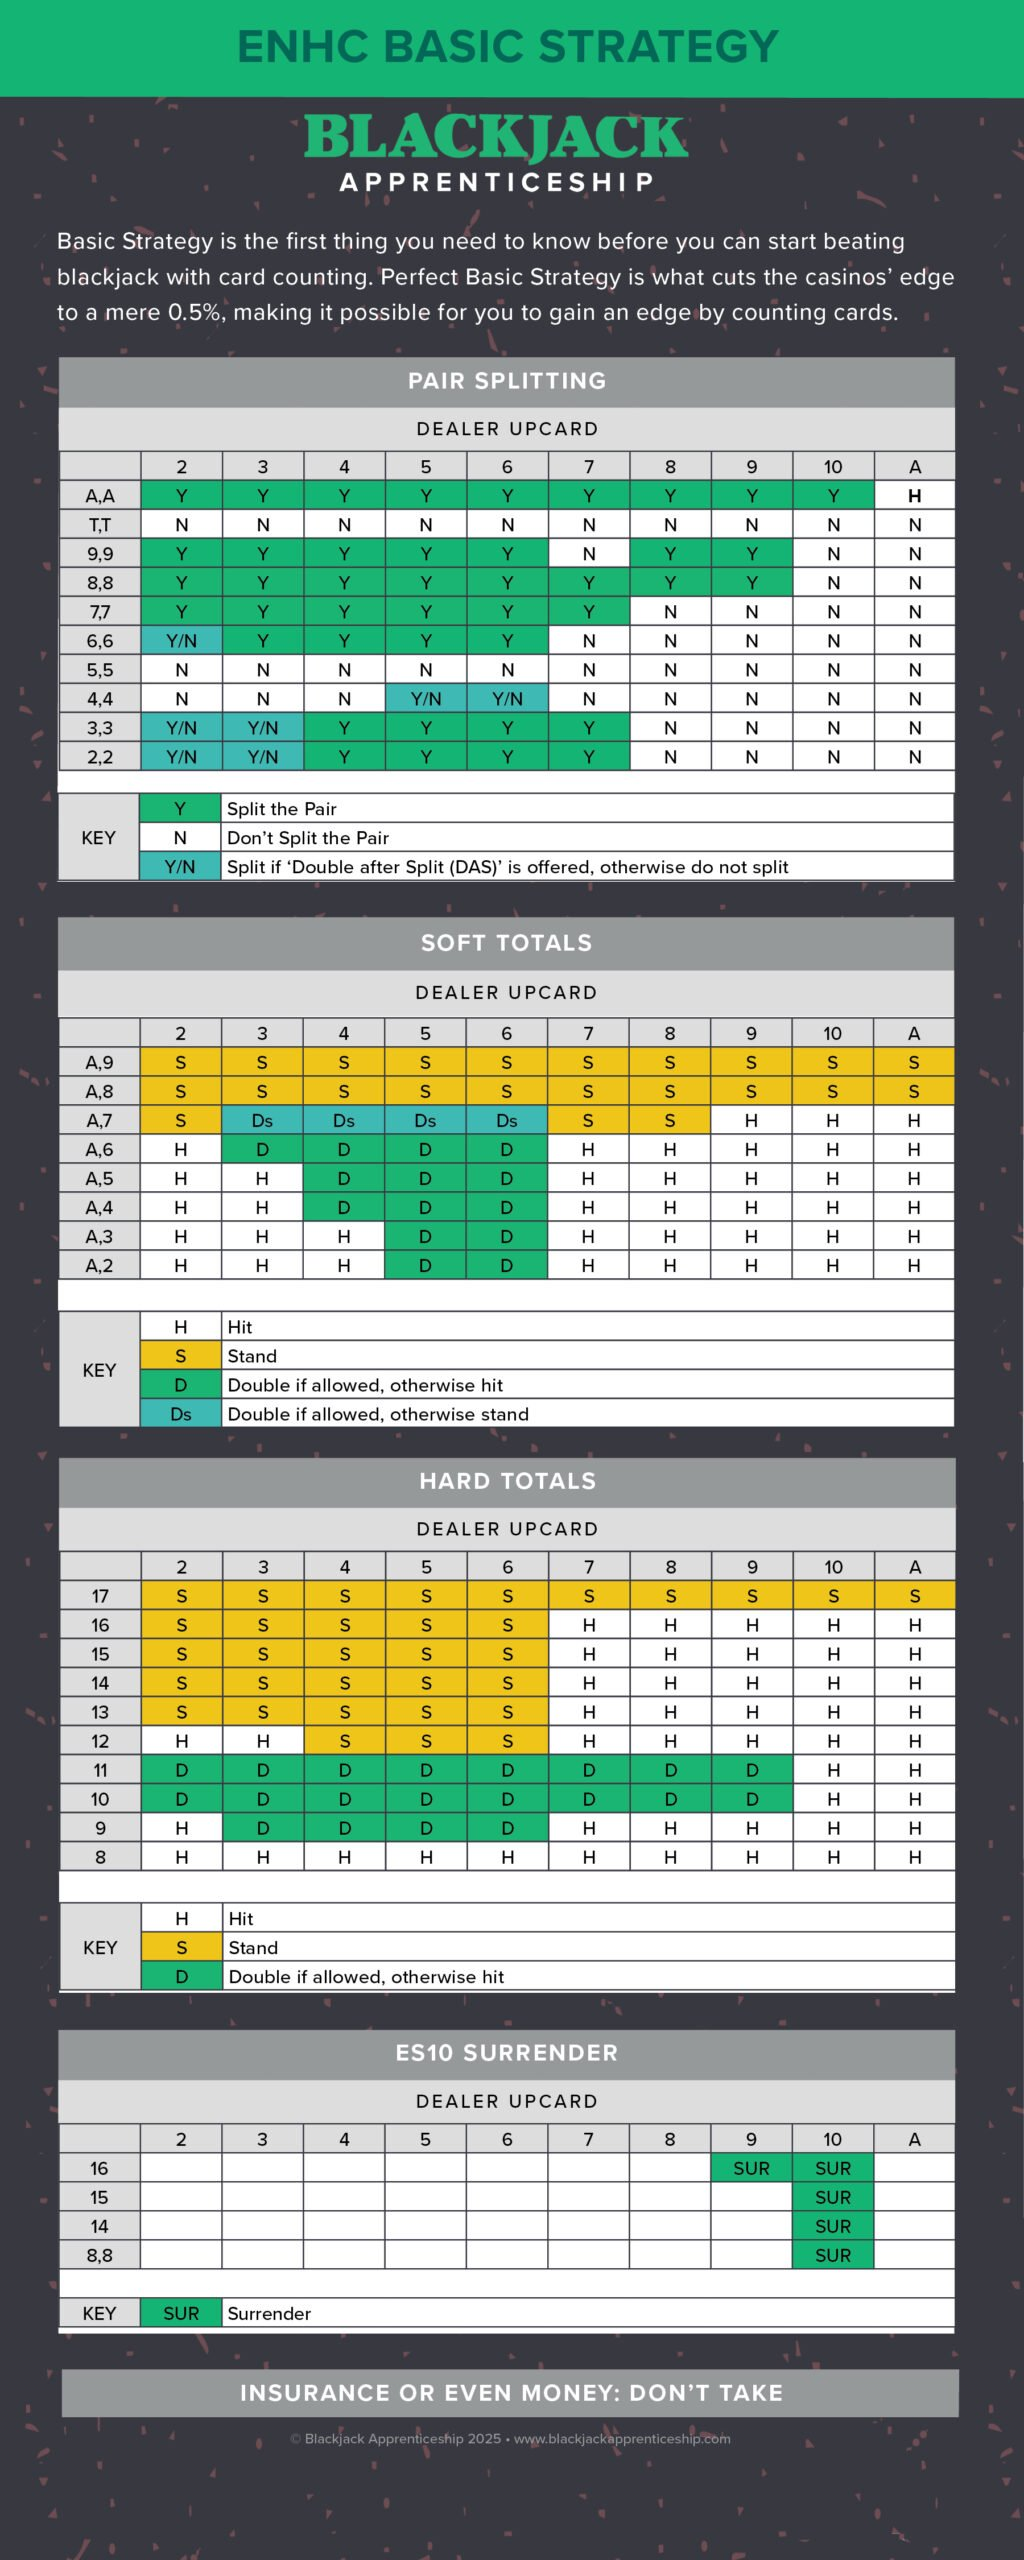 ENHC BASIC STRATEGY
BLACKJACK
APPRENTICESHIP
Basic Strategy is the first thing you need to know before you can start beating
blackjack with card counting. Perfect Basic Strategy is what cuts the casinos' edge
to a mere 0.5%, making it possible for you to gain an edge by counting cards.
PAIR SPLITTING
DEALER UPCARD
2 3 4 5 6 7 8 9 10 A
A,A Y Y Y Y Y Y Y Y Y H
T,T N N N N N N N N N N
9,9 Y Y Y Y Y N Y Y N N
8,8 Y Y Y Y Y Y Y Y N N
7,7 Y Y Y Y Y Y N N N N
6,6 Y/N Y Y Y Y N N N N N
5,5 N N N N N N N N N N
4,4 N N N Y/N Y/N N N N N N
3,3 Y/N Y/N Y Y Y Y N N N N
2,2 Y/N Y/N Y Y Y Y N N N N
KEY
Y Split the Pair
N Don't Split the Pair
Y/N Split if 'Double after Split (DAS)' is offered, otherwise do not split
SOFT TOTALS
DEALER UPCARD
2 3 4 5 6 7 8 9 10 A
A,9 S S S S S S S S S S
A,8 S S S S S S S S S S
A,7 S Ds Ds Ds Ds S S H H H
A,6 H D D D D H H H H H
A,5 H H D D D H H H H H
A,4 H H D D D H H H H H
A,3 H H H D D H H H H H
A,2 H H H D D H H H H H
KEY
H Hit
S Stand
D Double if allowed, otherwise hit
Ds Double if allowed, otherwise stand
HARD TOTALS
DEALER UPCARD
2 3 4 5 6 7 8 9 10 A
17 S S S S S S S S S S
16 S S S S S H H H H H
15 S S S S S H H H H H
14 S S S S S H H H H H
13 S S S S S H H H H H
12 H H S S S H H H H H
11 D D D D D D D D H H
10 D D D D D D D D H H
9 H D D D D H H H H H
8 H H H H H H H H H H
KEY
H Hit
S Stand
D Double if allowed, otherwise hit
ES10 SURRENDER
DEALER UPCARD
2 3 4 5 6 7 8 9 10 A
16 SUR SUR
15 SUR
14 SUR
8,8 SUR
KEY SUR Surrender
INSURANCE OR EVEN MONEY: DON'T TAKE
© Blackjack Apprenticeship 2025 • www.blackjackapprenticeship.com